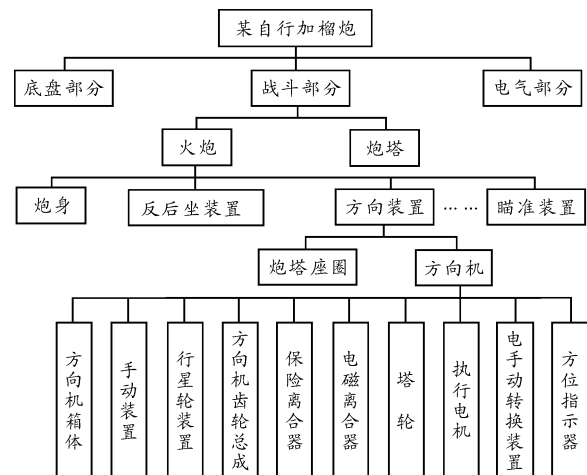 某自行加榴炮
底盘部分
战斗部分
电气部分
火炮
炮塔
炮身
反后坐装置
方向装置
……
瞄准装置
炮塔座圈
方向机
方向机箱体
手动装置
行星轮装置
方向机齿轮总成
保险离合器
电磁离合器
塔轮
执行电机
电手动转换装置
方位指示器